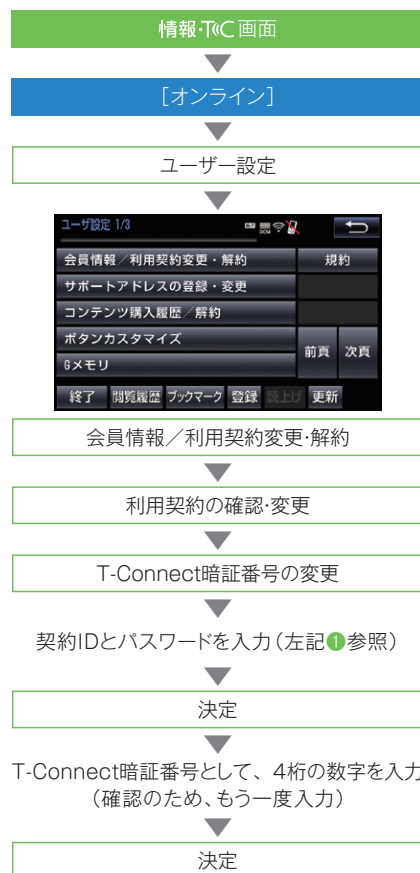 情報・T-C 画面
[オンライン]
ユーザー設定
ユーザ設定 1/3
DCM
会員情報／利用契約変更・解約
規約
サポートアドレスの登録・変更
コンテンツ購入履歴／解約
ボタンカスタマイズ
前頁 次頁
Gメモリ
終了 閲覧履歴 ブックマーク 登録 読上げ 更新
会員情報／利用契約変更・解約
利用契約の確認・変更
T-Connect暗証番号の変更
契約IDとパスワードを入力（左記❶参照）
決定
T-Connect暗証番号として、4桁の数字を入力
（確認のため、もう一度入力）
決定